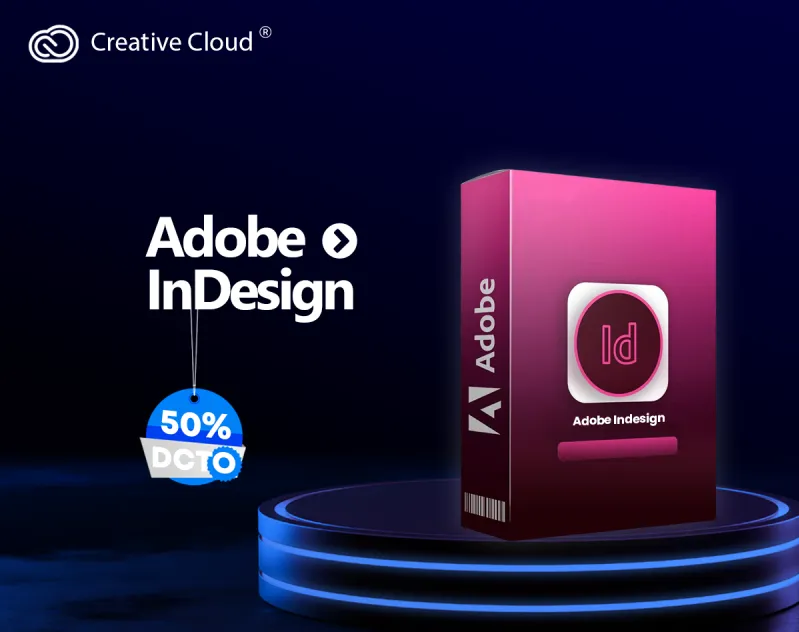 Creative Cloud ®
Adobe
InDesign
50%
DCTO
Adobe
Id
Adobe Indesign